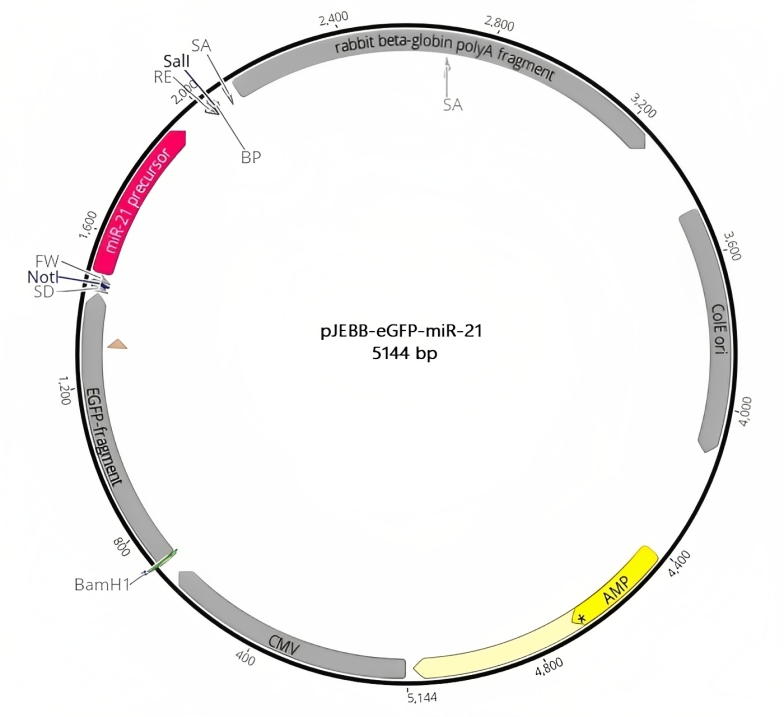 2,400
2,800
rabbit beta-globin polyA fragment
SA
SalI
RE
2,000
SA
3,200
BP
miR-21 precursor
1,600
3,600
FW
NotI
SD
ColE ori
pJEBB-eGFP-miR-21
5144 bp
1,200
EGFP-fragment
4,000
800
BamH1
4,400
AMP
*
CMV
400
4,800
5,144